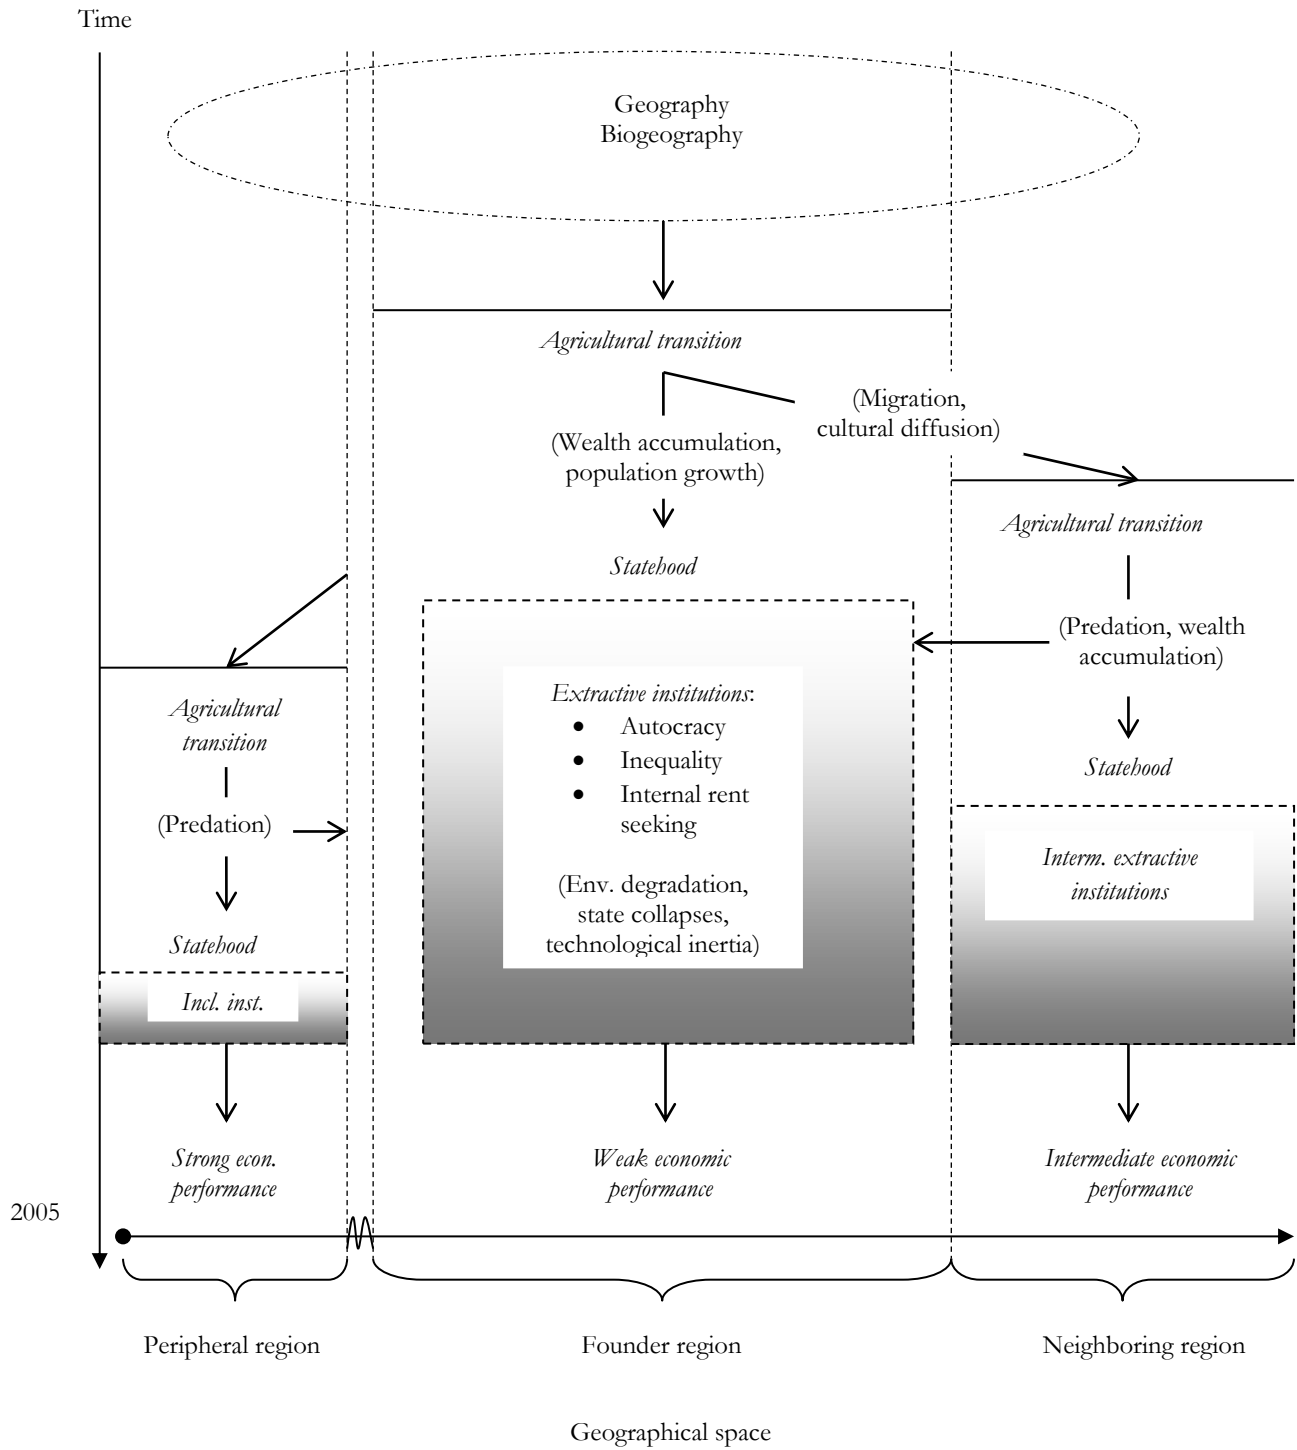 Time
Geography
Biogeography
Agricultural transition
(Migration,
cultural diffusion)
(Wealth accumulation,
population growth)
Agricultural transition
Statehood
(Predation, wealth
accumulation)
Extractive institutions:
• Autocracy
• Inequality
• Internal rent
seeking
(Env. degradation,
state collapses,
technological inertia)
Agricultural
transition
(Predation)
Statehood
Incl. inst.
Statehood
Interm. extractive
institutions
Strong econ.
performance
Weak economic
performance
Intermediate economic
performance
2005
Peripheral region
Founder region
Neighboring region
Geographical space